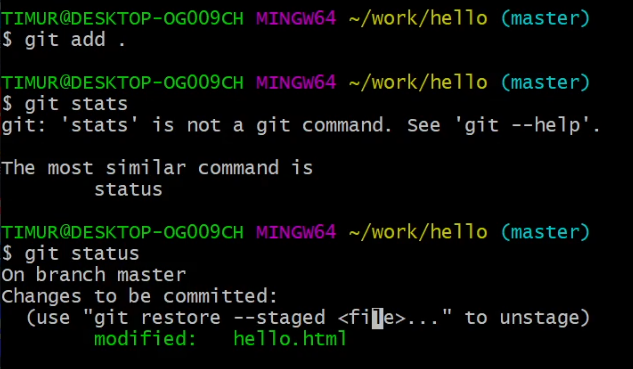 TIMUR@DESKTOP-OG009CH MINGW64 ~/work/hello (master)
$ git add .
TIMUR@DESKTOP-OG009CH MINGW64 ~/work/hello (master)
$ git stats
git: 'stats' is not a git command. See 'git --help'.
The most similar command is
status
TIMUR@DESKTOP-OG009CH MINGW64 ~/work/hello (master)
$ git status
On branch master
Changes to be committed:
(use "git restore --staged <file>..." to unstage)
modified: hello.html